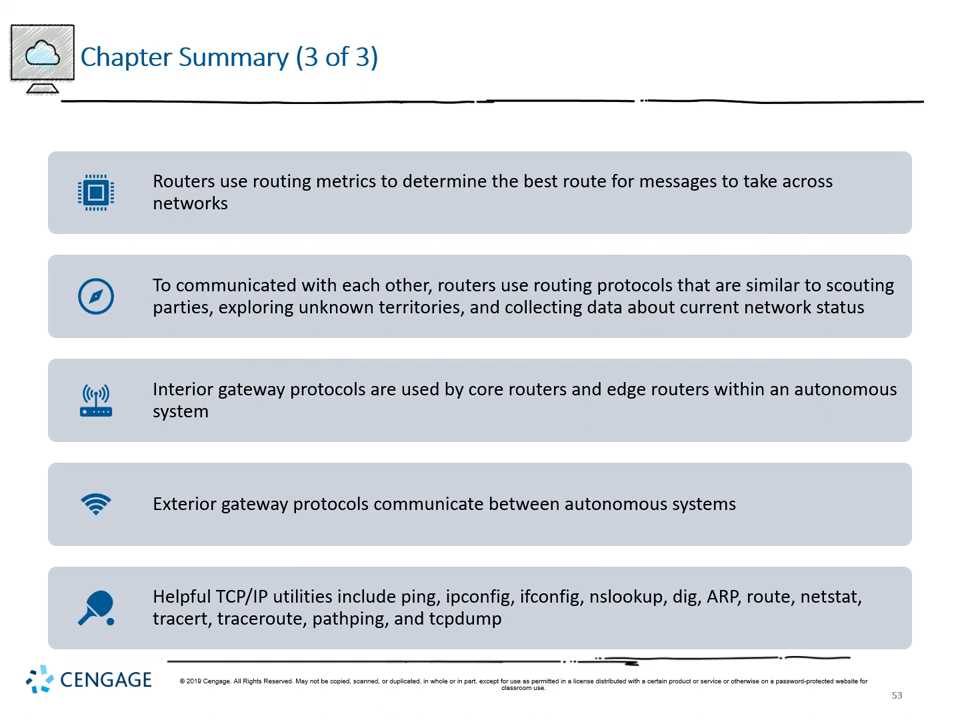 Chapter Summary (3 of 3)
Routers use routing metrics to determine the best route for messages to take across
networks
To communicated with each other, routers use routing protocols that are similar to scouting
parties, exploring unknown territories, and collecting data about current network status
Interior gateway protocols are used by core routers and edge routers within an autonomous
system
Exterior gateway protocols communicate between autonomous systems
Helpful TCP/IP utilities include ping, ipconfig, ifconfig, nslookup, dig, ARP, route, netstat,
tracert, traceroute, pathping, and tcpdump
CENGAGE
© 2019 Cengage. All Rights Reserved. May not be copied, scanned, or duplicated, in whole or in part, except for use as permitted in a license distributed with a certain product or service or otherwise on a password-protected website for
classroom use.
53